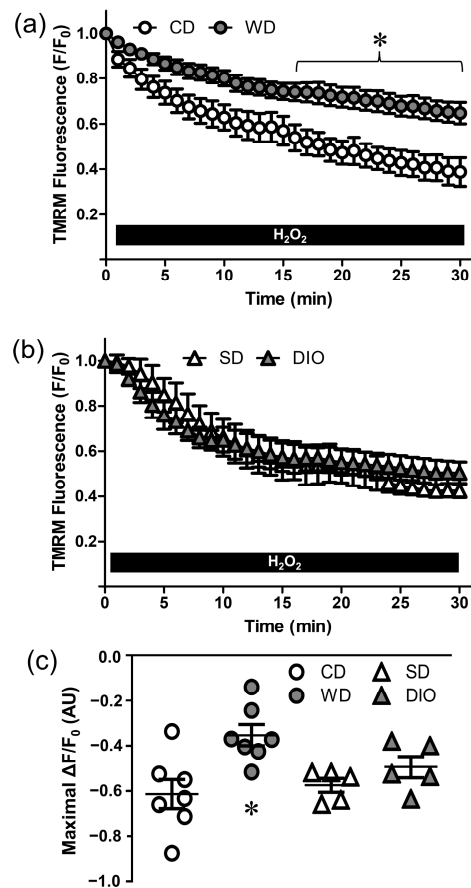 (a)
CD WD
*
TMRM Fluorescence (F/F₀)
1.0
0.8
0.6
0.4
0.2
H₂O₂
0 5 10 15 20 25 30
Time (min)
(b)
SD DIO
TMRM Fluorescence (F/F₀)
1.0
0.8
0.6
0.4
0.2
H₂O₂
0 5 10 15 20 25 30
Time (min)
(c)
CD SD
WD DIO
Maximal ΔF/F₀ (AU)
0.0
−0.2
−0.4
−0.6
−0.8
−1.0
*